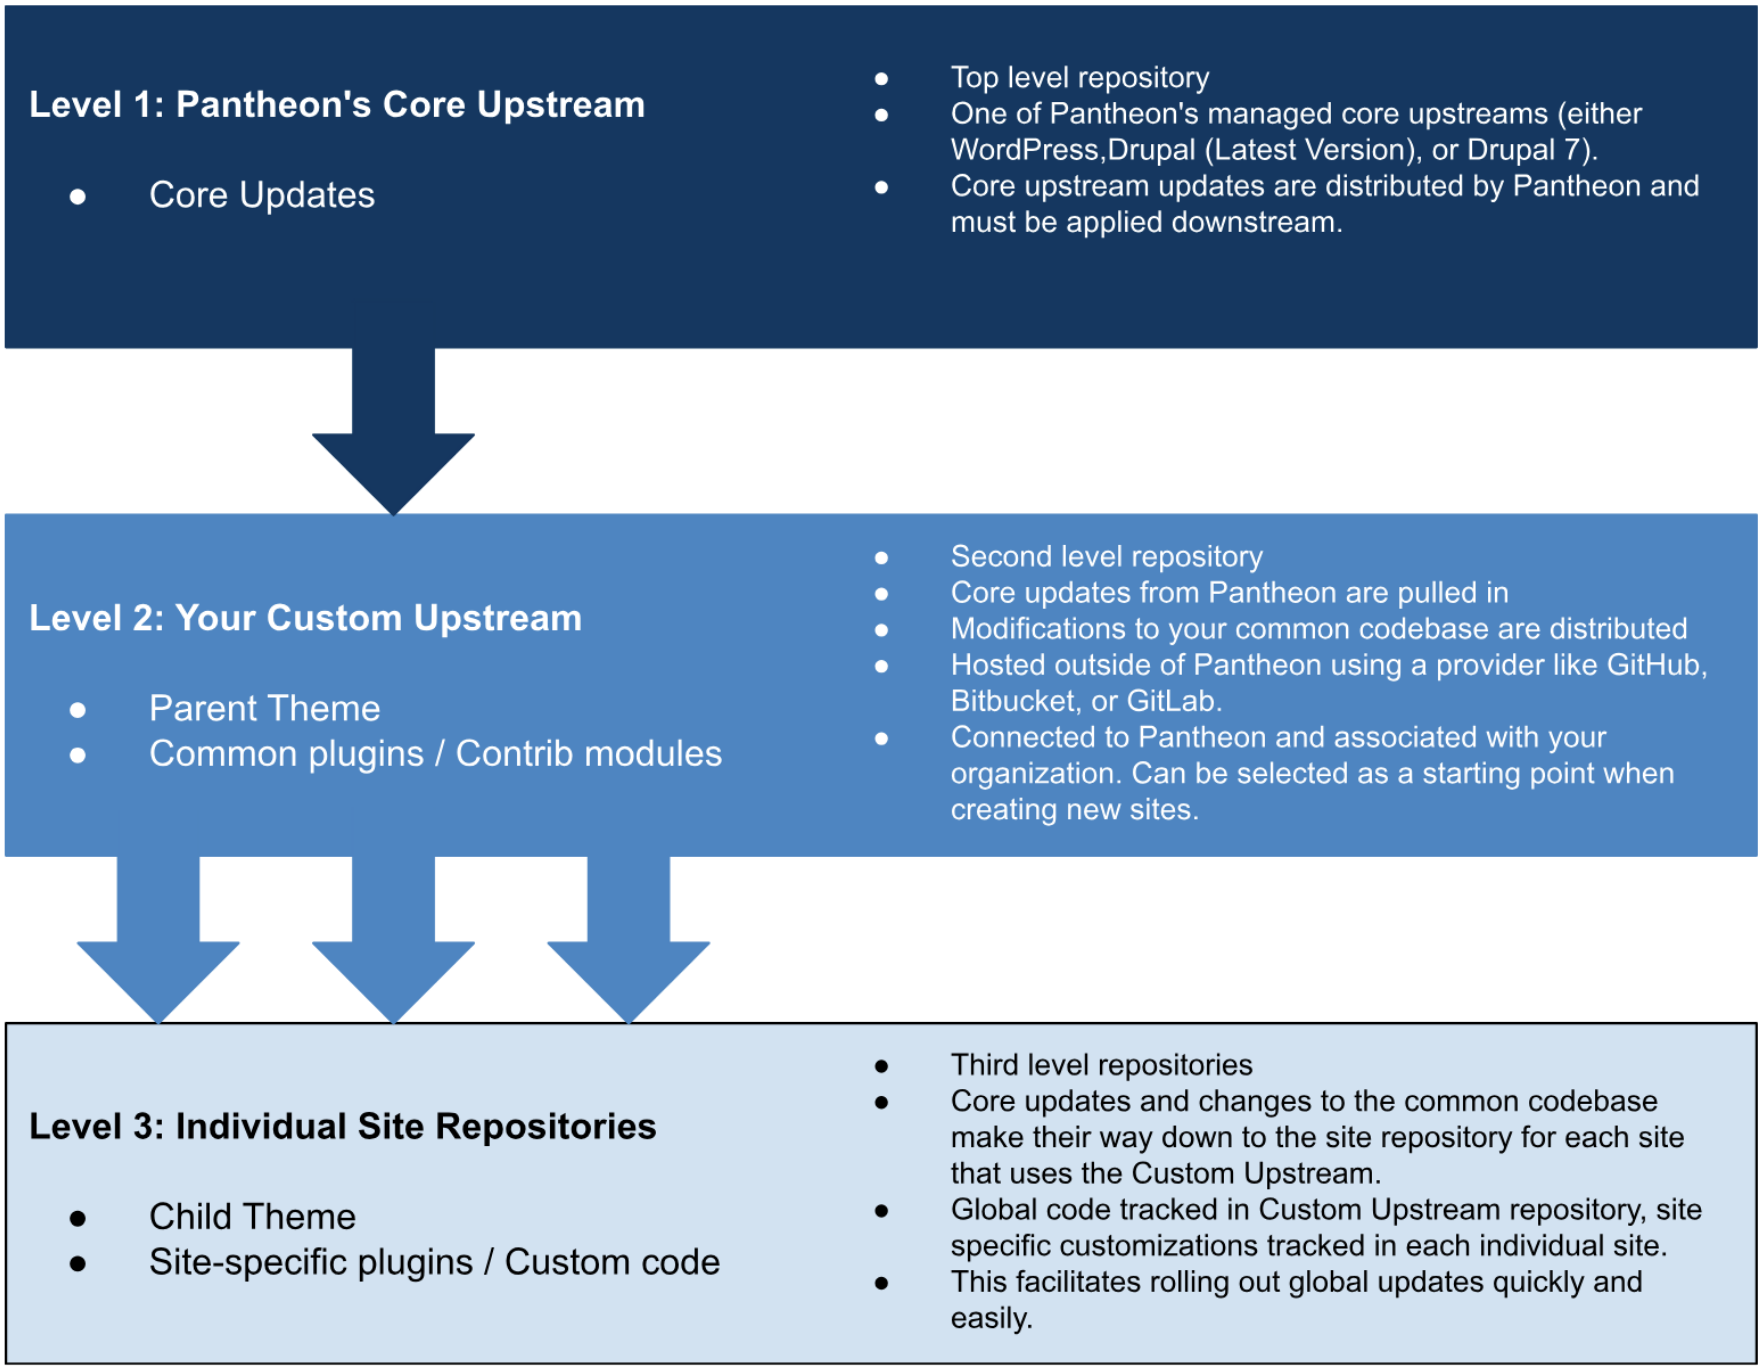 Level 1: Pantheon's Core Upstream
● Core Updates
● Top level repository
● One of Pantheon's managed core upstreams (either
WordPress,Drupal (Latest Version), or Drupal 7).
● Core upstream updates are distributed by Pantheon and
must be applied downstream.
Level 2: Your Custom Upstream
● Parent Theme
● Common plugins / Contrib modules
● Second level repository
● Core updates from Pantheon are pulled in
● Modifications to your common codebase are distributed
● Hosted outside of Pantheon using a provider like GitHub,
Bitbucket, or GitLab.
● Connected to Pantheon and associated with your
organization. Can be selected as a starting point when
creating new sites.
Level 3: Individual Site Repositories
● Child Theme
● Site-specific plugins / Custom code
● Third level repositories
● Core updates and changes to the common codebase
make their way down to the site repository for each site
that uses the Custom Upstream.
● Global code tracked in Custom Upstream repository, site
specific customizations tracked in each individual site.
● This facilitates rolling out global updates quickly and
easily.